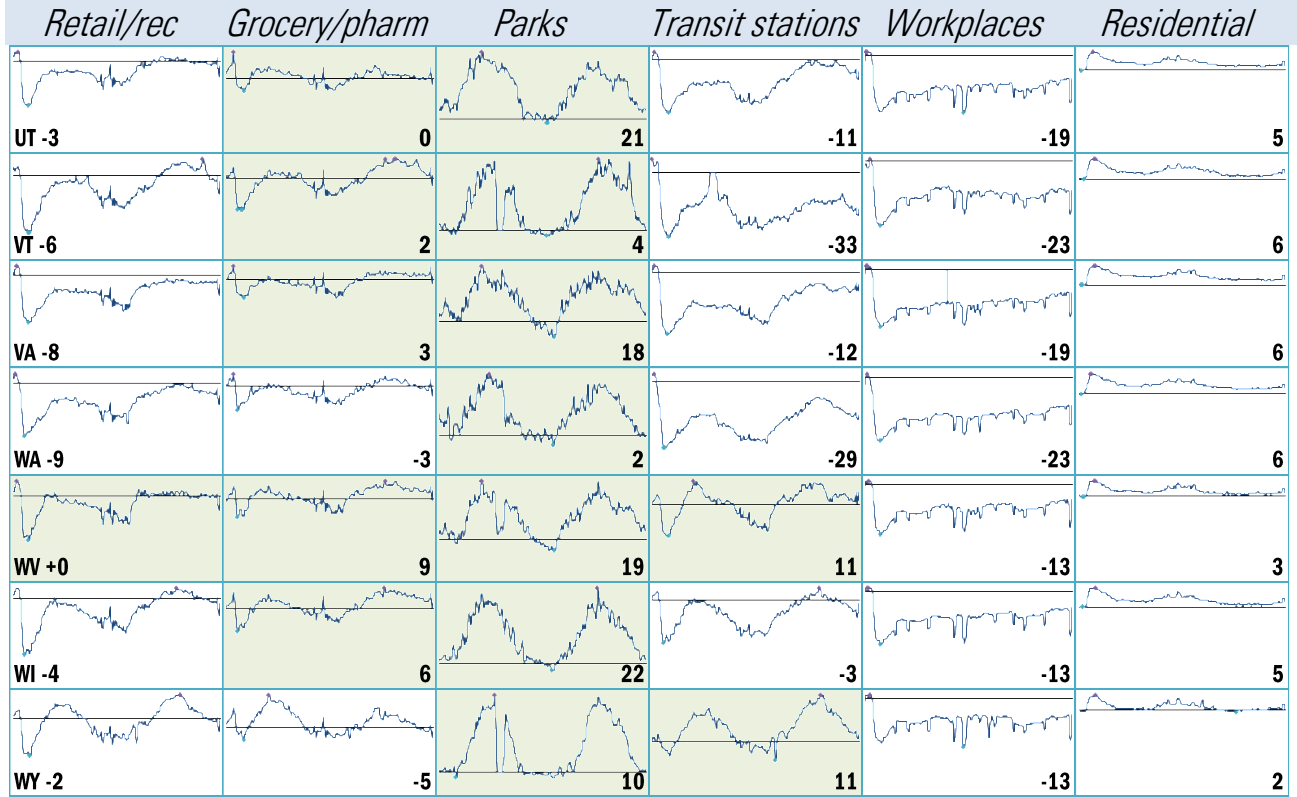 Retail/rec Grocery/pharm Parks Transit stations Workplaces Residential
UT -3 0 21 -11 -19 5
VT -6 2 4 -33 -23 6
VA -8 3 18 -12 -19 6
WA -9 -3 2 -29 -23 6
WV +0 9 19 11 -13 3
WI -4 6 22 -3 -13 5
WY -2 -5 10 11 -13 2